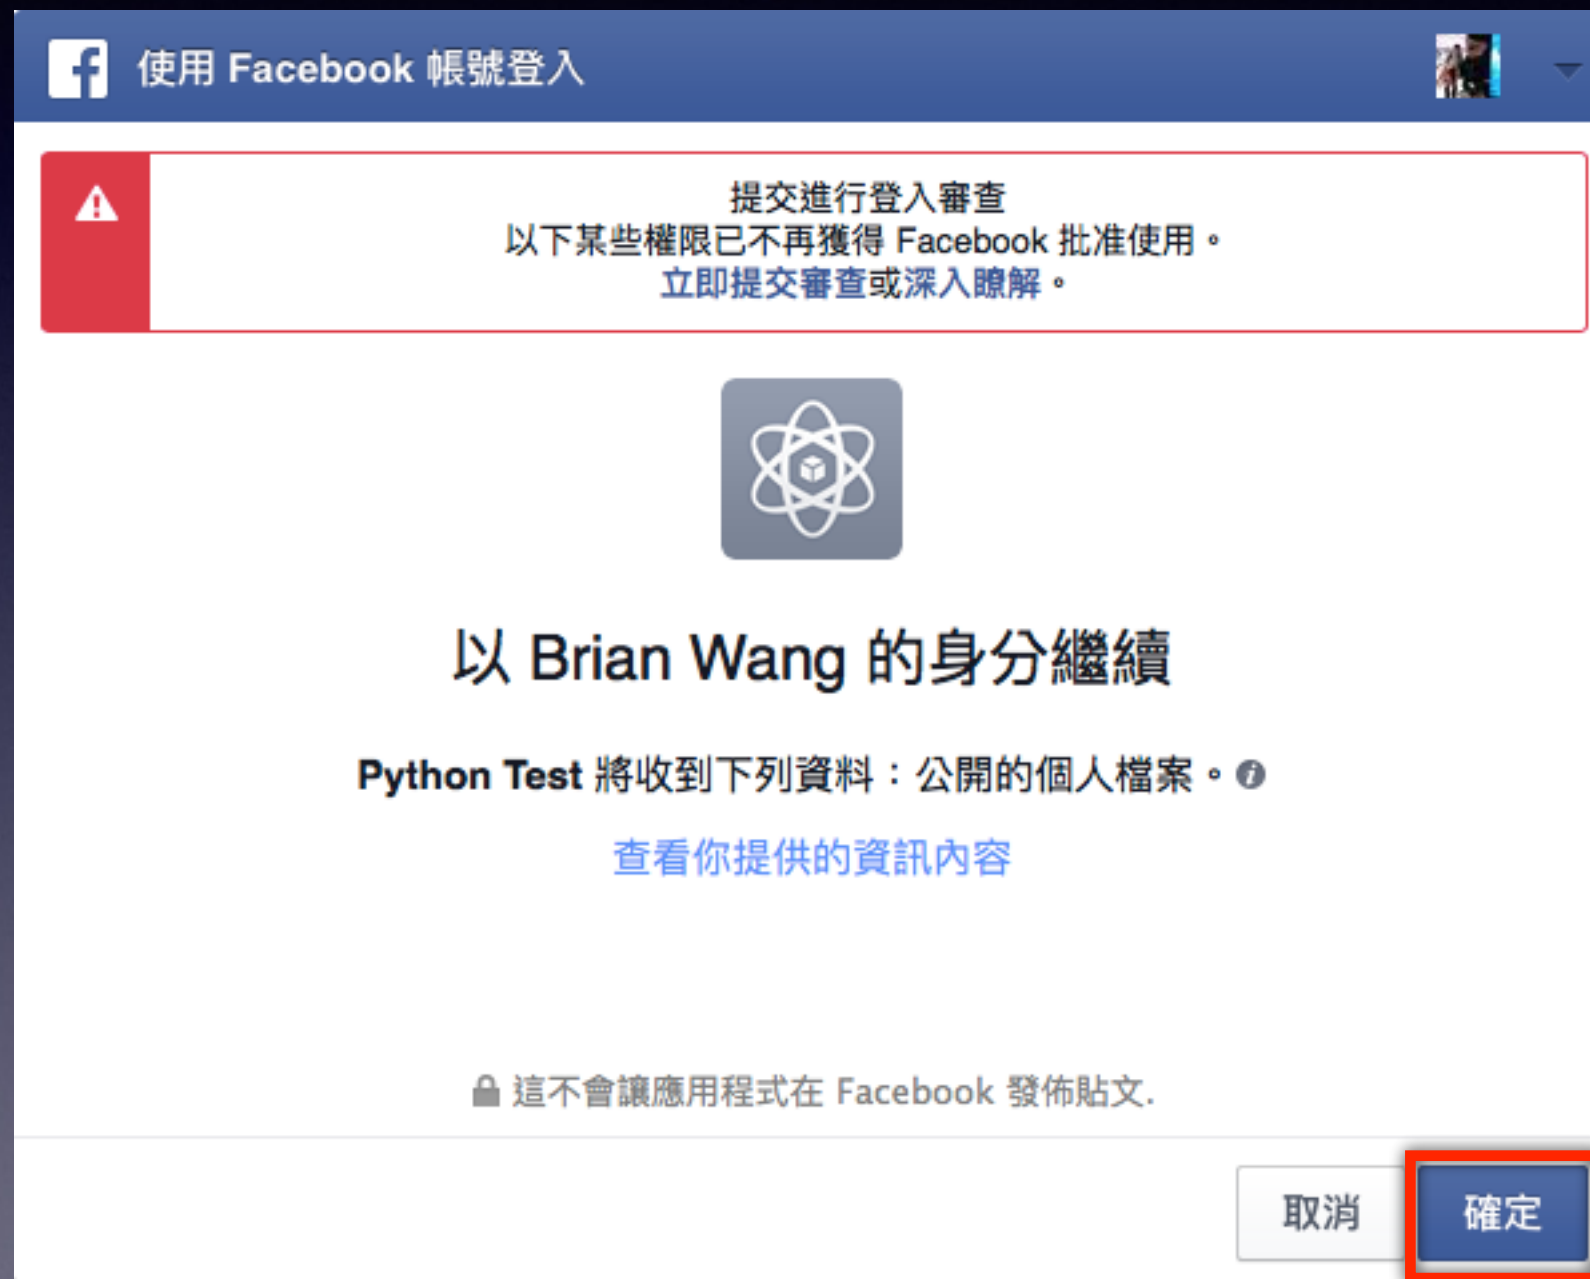 使用 Facebook 帳號登入
提交進行登入審查
以下某些權限已不再獲得 Facebook 批准使用。
立即提交審查或深入瞭解。
以 Brian Wang 的身分繼續
Python Test 將收到下列資料：公開的個人檔案。
查看你提供的資訊內容
這不會讓應用程式在 Facebook 發佈貼文.
取消 確定